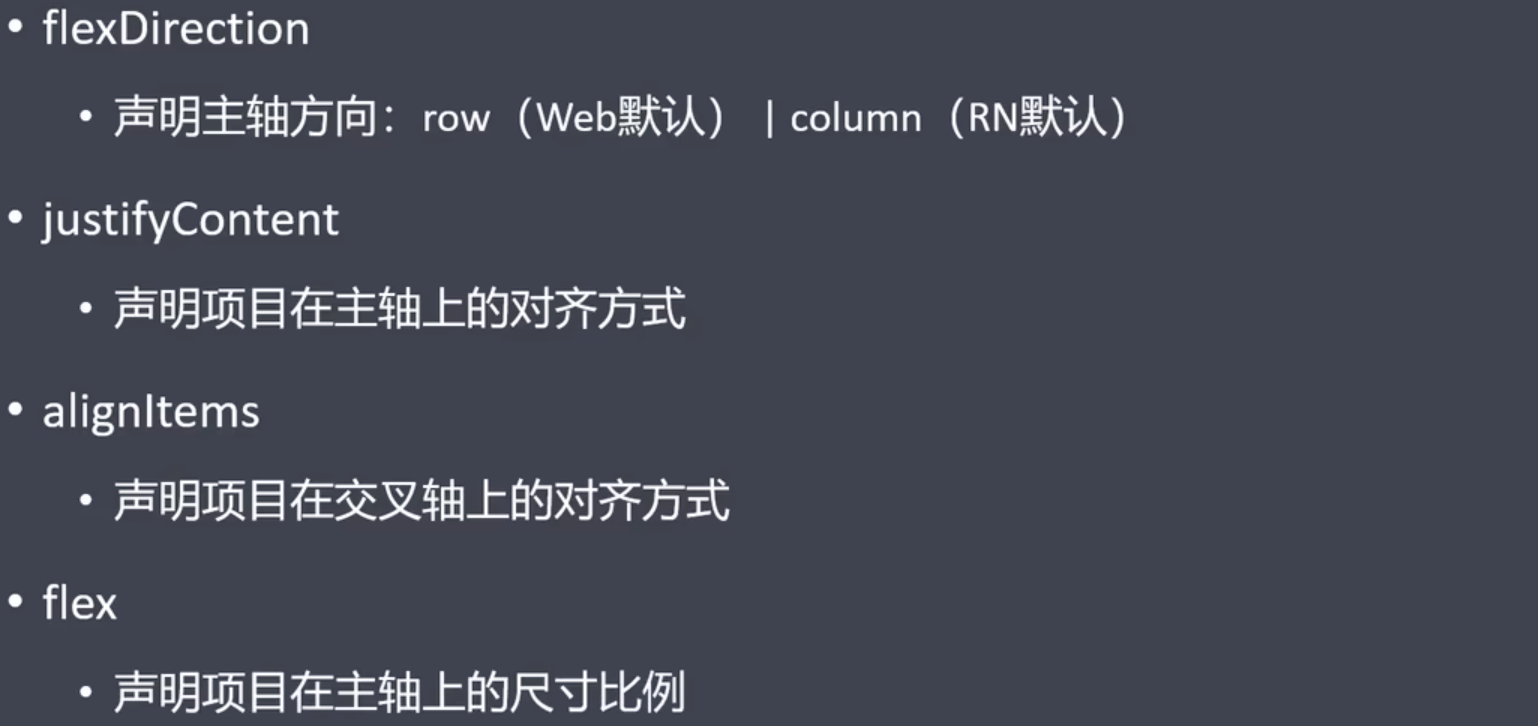 • flexDirection
• 声明主轴方向：row（Web默认） | column（RN默认）
• justifyContent
• 声明项目在主轴上的对齐方式
• alignItems
• 声明项目在交叉轴上的对齐方式
• flex
• 声明项目在主轴上的尺寸比例